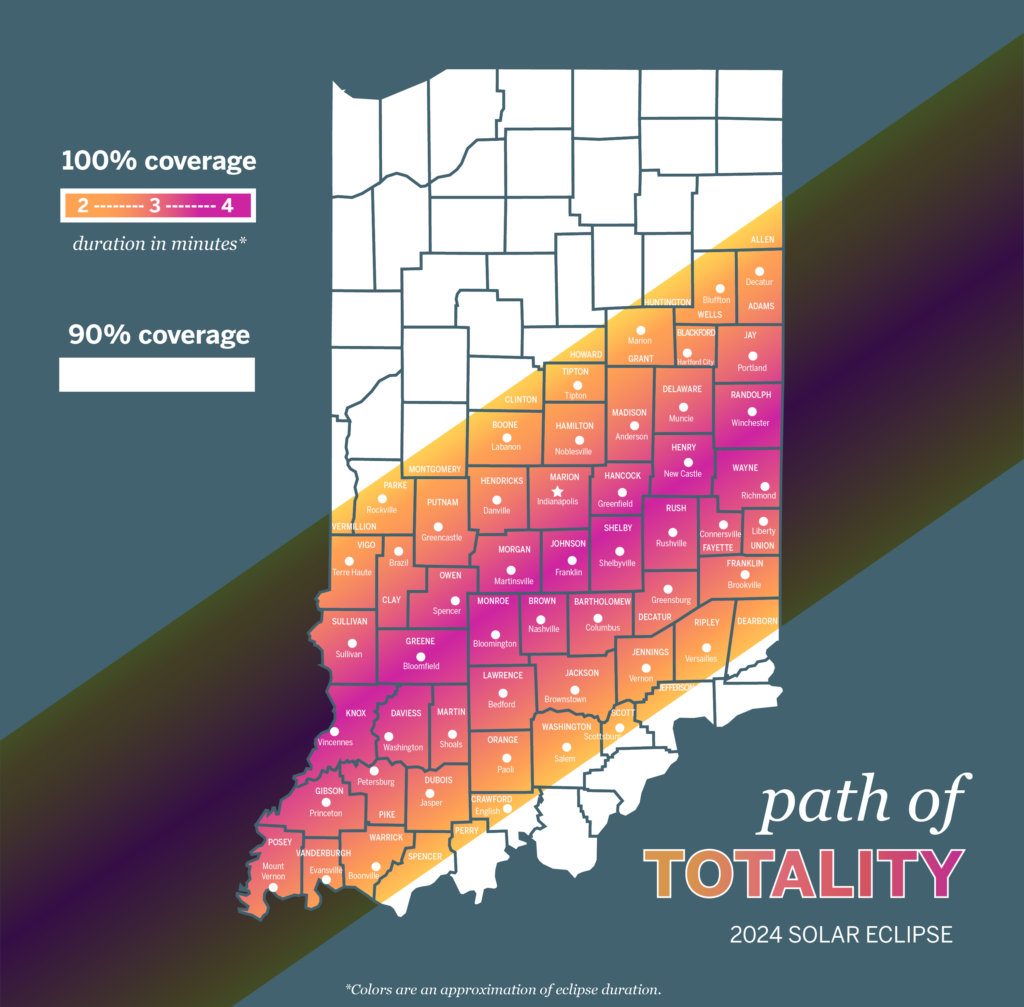 100% coverage
2 -------- 3 -------- 4
duration in minutes*
90% coverage
ALLEN
Decatur
HUNTINGTON
Bluffton
WELLS
ADAMS
Marion
GRANT
BLACKFORD
Hartford City
JAY
Portland
HOWARD
TIPTON
Tipton
CLINTON
DELAWARE
Muncie
RANDOLPH
Winchester
MADISON
Anderson
BOONE
Labanon
HAMILTON
Noblesville
HENRY
New Castle
MONTGOMERY
WAYNE
Richmond
PARKE
Rockville
HENDRICKS
Danville
MARION
Indianapolis
HANCOCK
Greenfield
PUTNAM
Greencastle
RUSH
Rushville
VERMILLION
SHELBY
Shelbyville
Connersville
FAYETTE
Liberty
UNION
VIGO
Terre Haute
Brazil
CLAY
MORGAN
Martinsville
JOHNSON
Franklin
FRANKLIN
Brookville
OWEN
Spencer
Greensburg
DECATUR
MONROE
Bloomington
BROWN
Nashville
BARTHOLOMEW
Columbus
SULLIVAN
Sullivan
RIPLEY
Versailles
DEARBORN
GREENE
Bloomfield
JENNINGS
Vernon
LAWRENCE
Bedford
JACKSON
Brownstown
JEFFERSON
KNOX
Vincennes
DAVIESS
Washington
MARTIN
Shoals
SCOTT
Scottsburg
WASHINGTON
Salem
ORANGE
Paoli
Petersburg
PIKE
DUBOIS
Jasper
GIBSON
Princeton
CRAWFORD
English
PERRY
WARRICK
Boonville
SPENCER
POSEY
Mount
Vernon
VANDERBURGH
Evansville
path of
TOTALITY
2024 SOLAR ECLIPSE
*Colors are an approximation of eclipse duration.